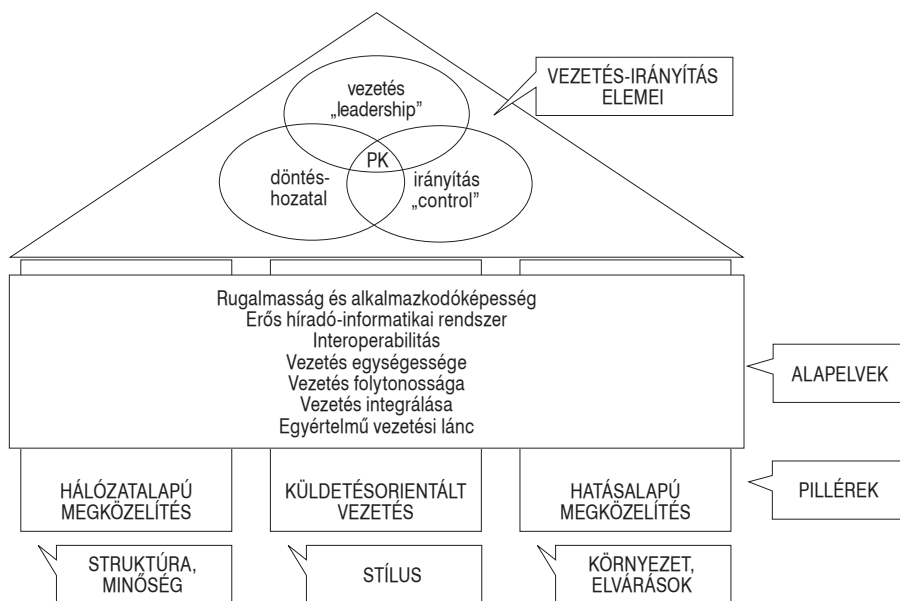 vezetés
„leadership”
VEZETÉS-IRÁNYÍTÁS
ELEMEI
PK
döntés-
hozatal
irányítás
„control”
Rugalmasság és alkalmazkodóképesség
Erős híradó-informatikai rendszer
Interoperabilitás
Vezetés egységessége
Vezetés folytonossága
Vezetés integrálása
Egyértelmű vezetési lánc
ALAPELVEK
HÁLÓZATALAPÚ
MEGKÖZELÍTÉS
KÜLDETÉSORIENTÁLT
VEZETÉS
HATÁSALAPÚ
MEGKÖZELÍTÉS
PILLÉREK
STRUKTÚRA,
MINŐSÉG
STÍLUS
KÖRNYEZET,
ELVÁRÁSOK